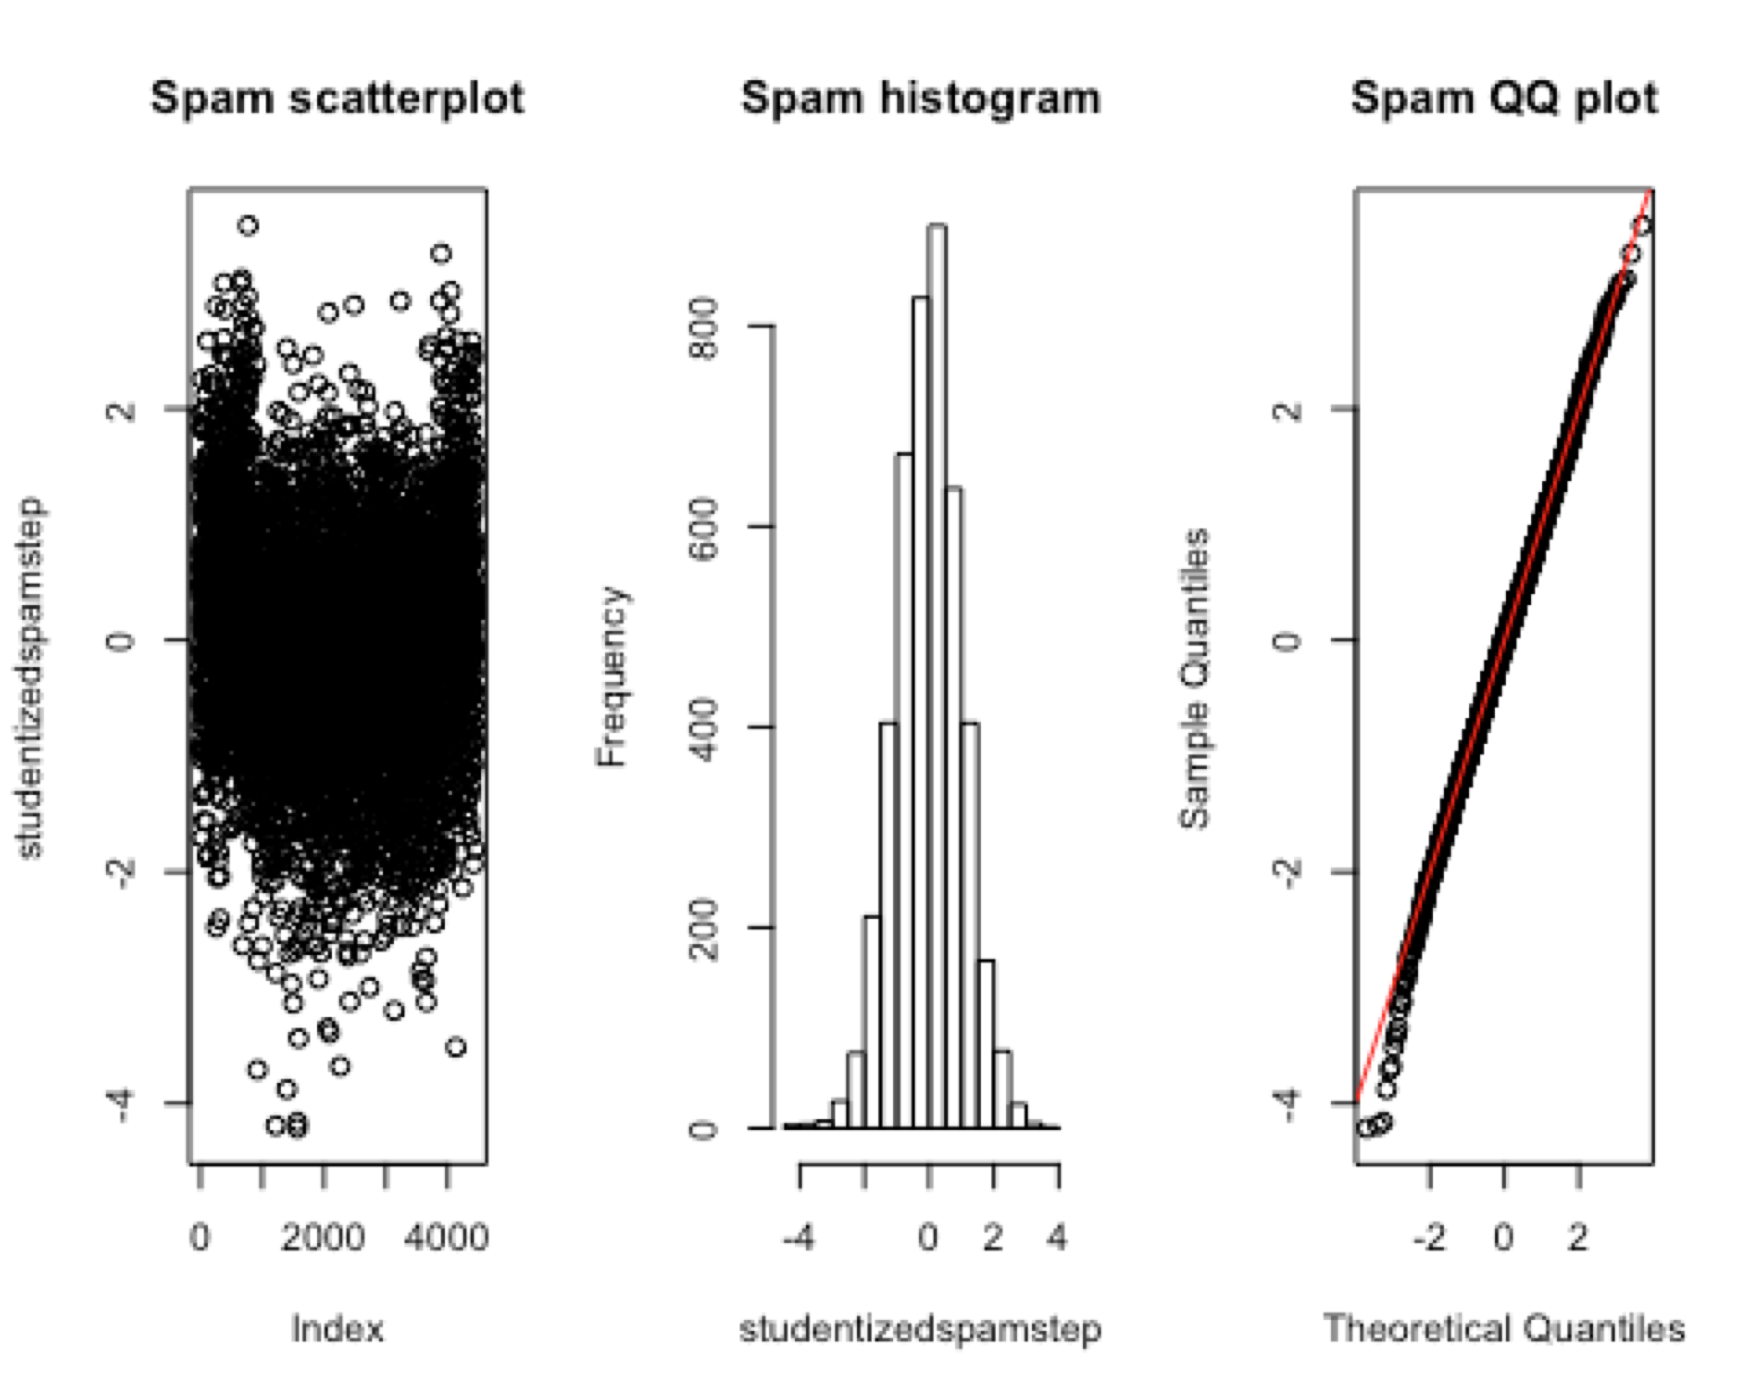 Spam scatterplot
studentizedspamstep
2
0
-2
-4
0 2000 4000
Index
Spam histogram
Frequency
800
600
400
200
0
-4 0 2 4
studentizedspamstep
Spam QQ plot
Sample Quantiles
2
0
-2
-4
-2 0 2
Theoretical Quantiles